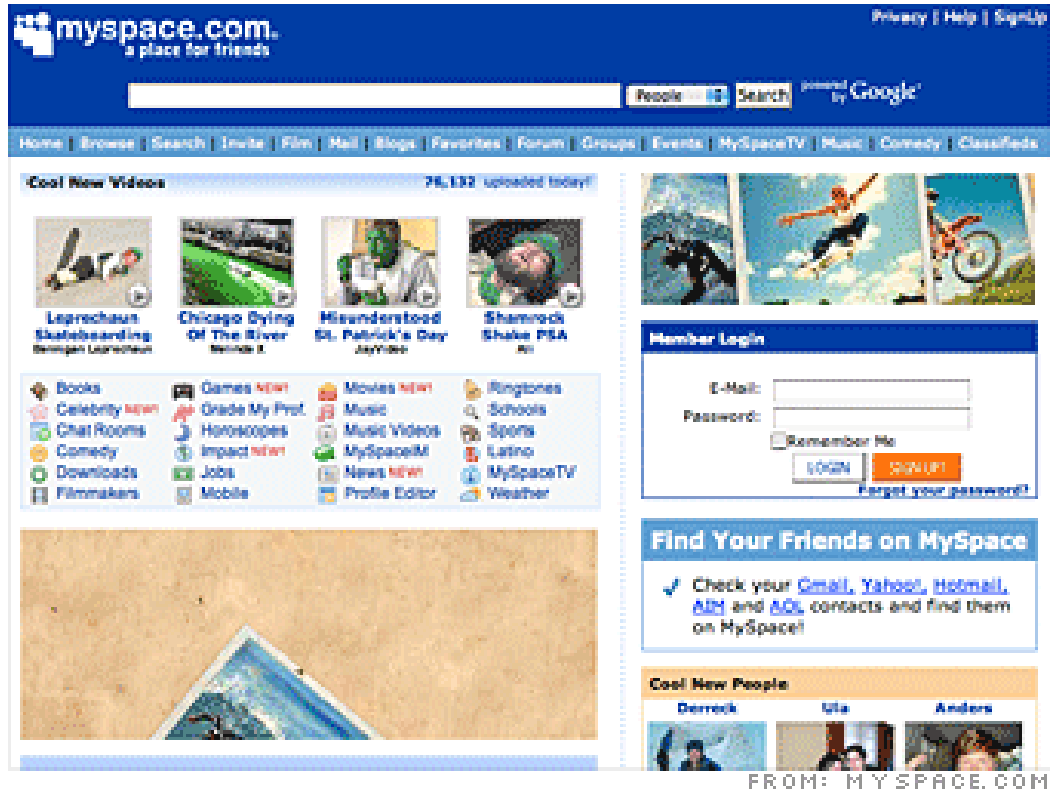 Privacy | Help | SignUp
myspace.com.
a place for friends
People
Search
powered by Google
Home | Browse | Search | Invite | Film | Mail | Blogs | Favorites | Forum | Groups | Events | MySpaceTV | Music | Comedy | Classifieds
Cool New Videos
76,132 uploaded today!
Leprechaun
Skateboarding
Bennigan Leprechaun
Chicago Dying
Of The River
Misunderstood
St. Patrick's Day
JayVideo
Shamrock
Shake PSA
Books
Games NEW!
Movies NEW!
Ringtones
Celebrity NEW!
Grade My Prof.
Music
Schools
Chat Rooms
Horoscopes
Music Videos
Sports
Comedy
Impact NEW!
MySpaceIM
Latino
Downloads
Jobs
News NEW!
MySpaceTV
Filmmakers
Mobile
Profile Editor
Weather
Member Login
E-Mail:
Password:
Remember Me
LOGIN
SIGN UP!
Forgot your password?
Find Your Friends on MySpace
Check your Gmail, Yahoo!, Hotmail,
AIM and AOL contacts and find them
on MySpace!
Cool New People
Derreck
Ula
Anders
FROM: MYSPACE.COM